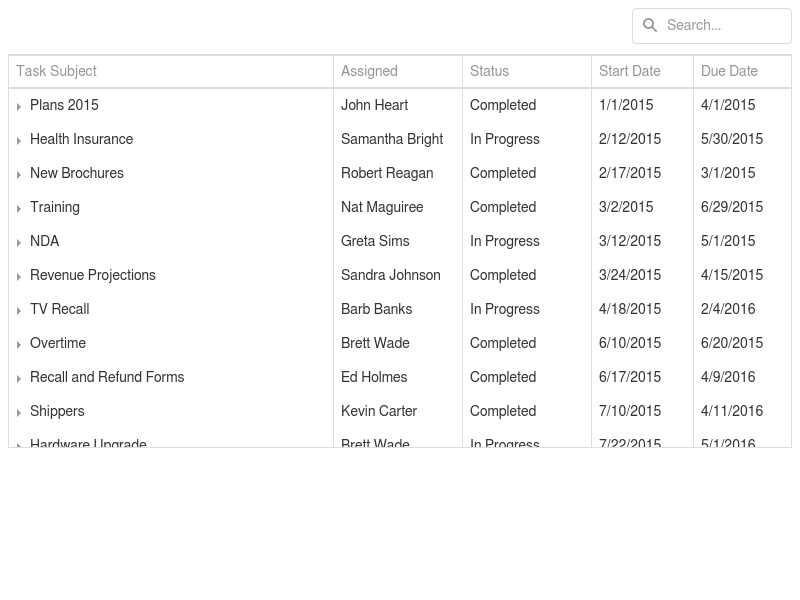 Search...
Task Subject Assigned Status Start Date Due Date
Plans 2015 John Heart Completed 1/1/2015 4/1/2015
Health Insurance Samantha Bright In Progress 2/12/2015 5/30/2015
New Brochures Robert Reagan Completed 2/17/2015 3/1/2015
Training Nat Maguiree Completed 3/2/2015 6/29/2015
NDA Greta Sims In Progress 3/12/2015 5/1/2015
Revenue Projections Sandra Johnson Completed 3/24/2015 4/15/2015
TV Recall Barb Banks In Progress 4/18/2015 2/4/2016
Overtime Brett Wade Completed 6/10/2015 6/20/2015
Recall and Refund Forms Ed Holmes Completed 6/17/2015 4/9/2016
Shippers Kevin Carter Completed 7/10/2015 4/11/2016
Hardware Upgrade Brett Wade In Progress 7/22/2015 5/1/2016